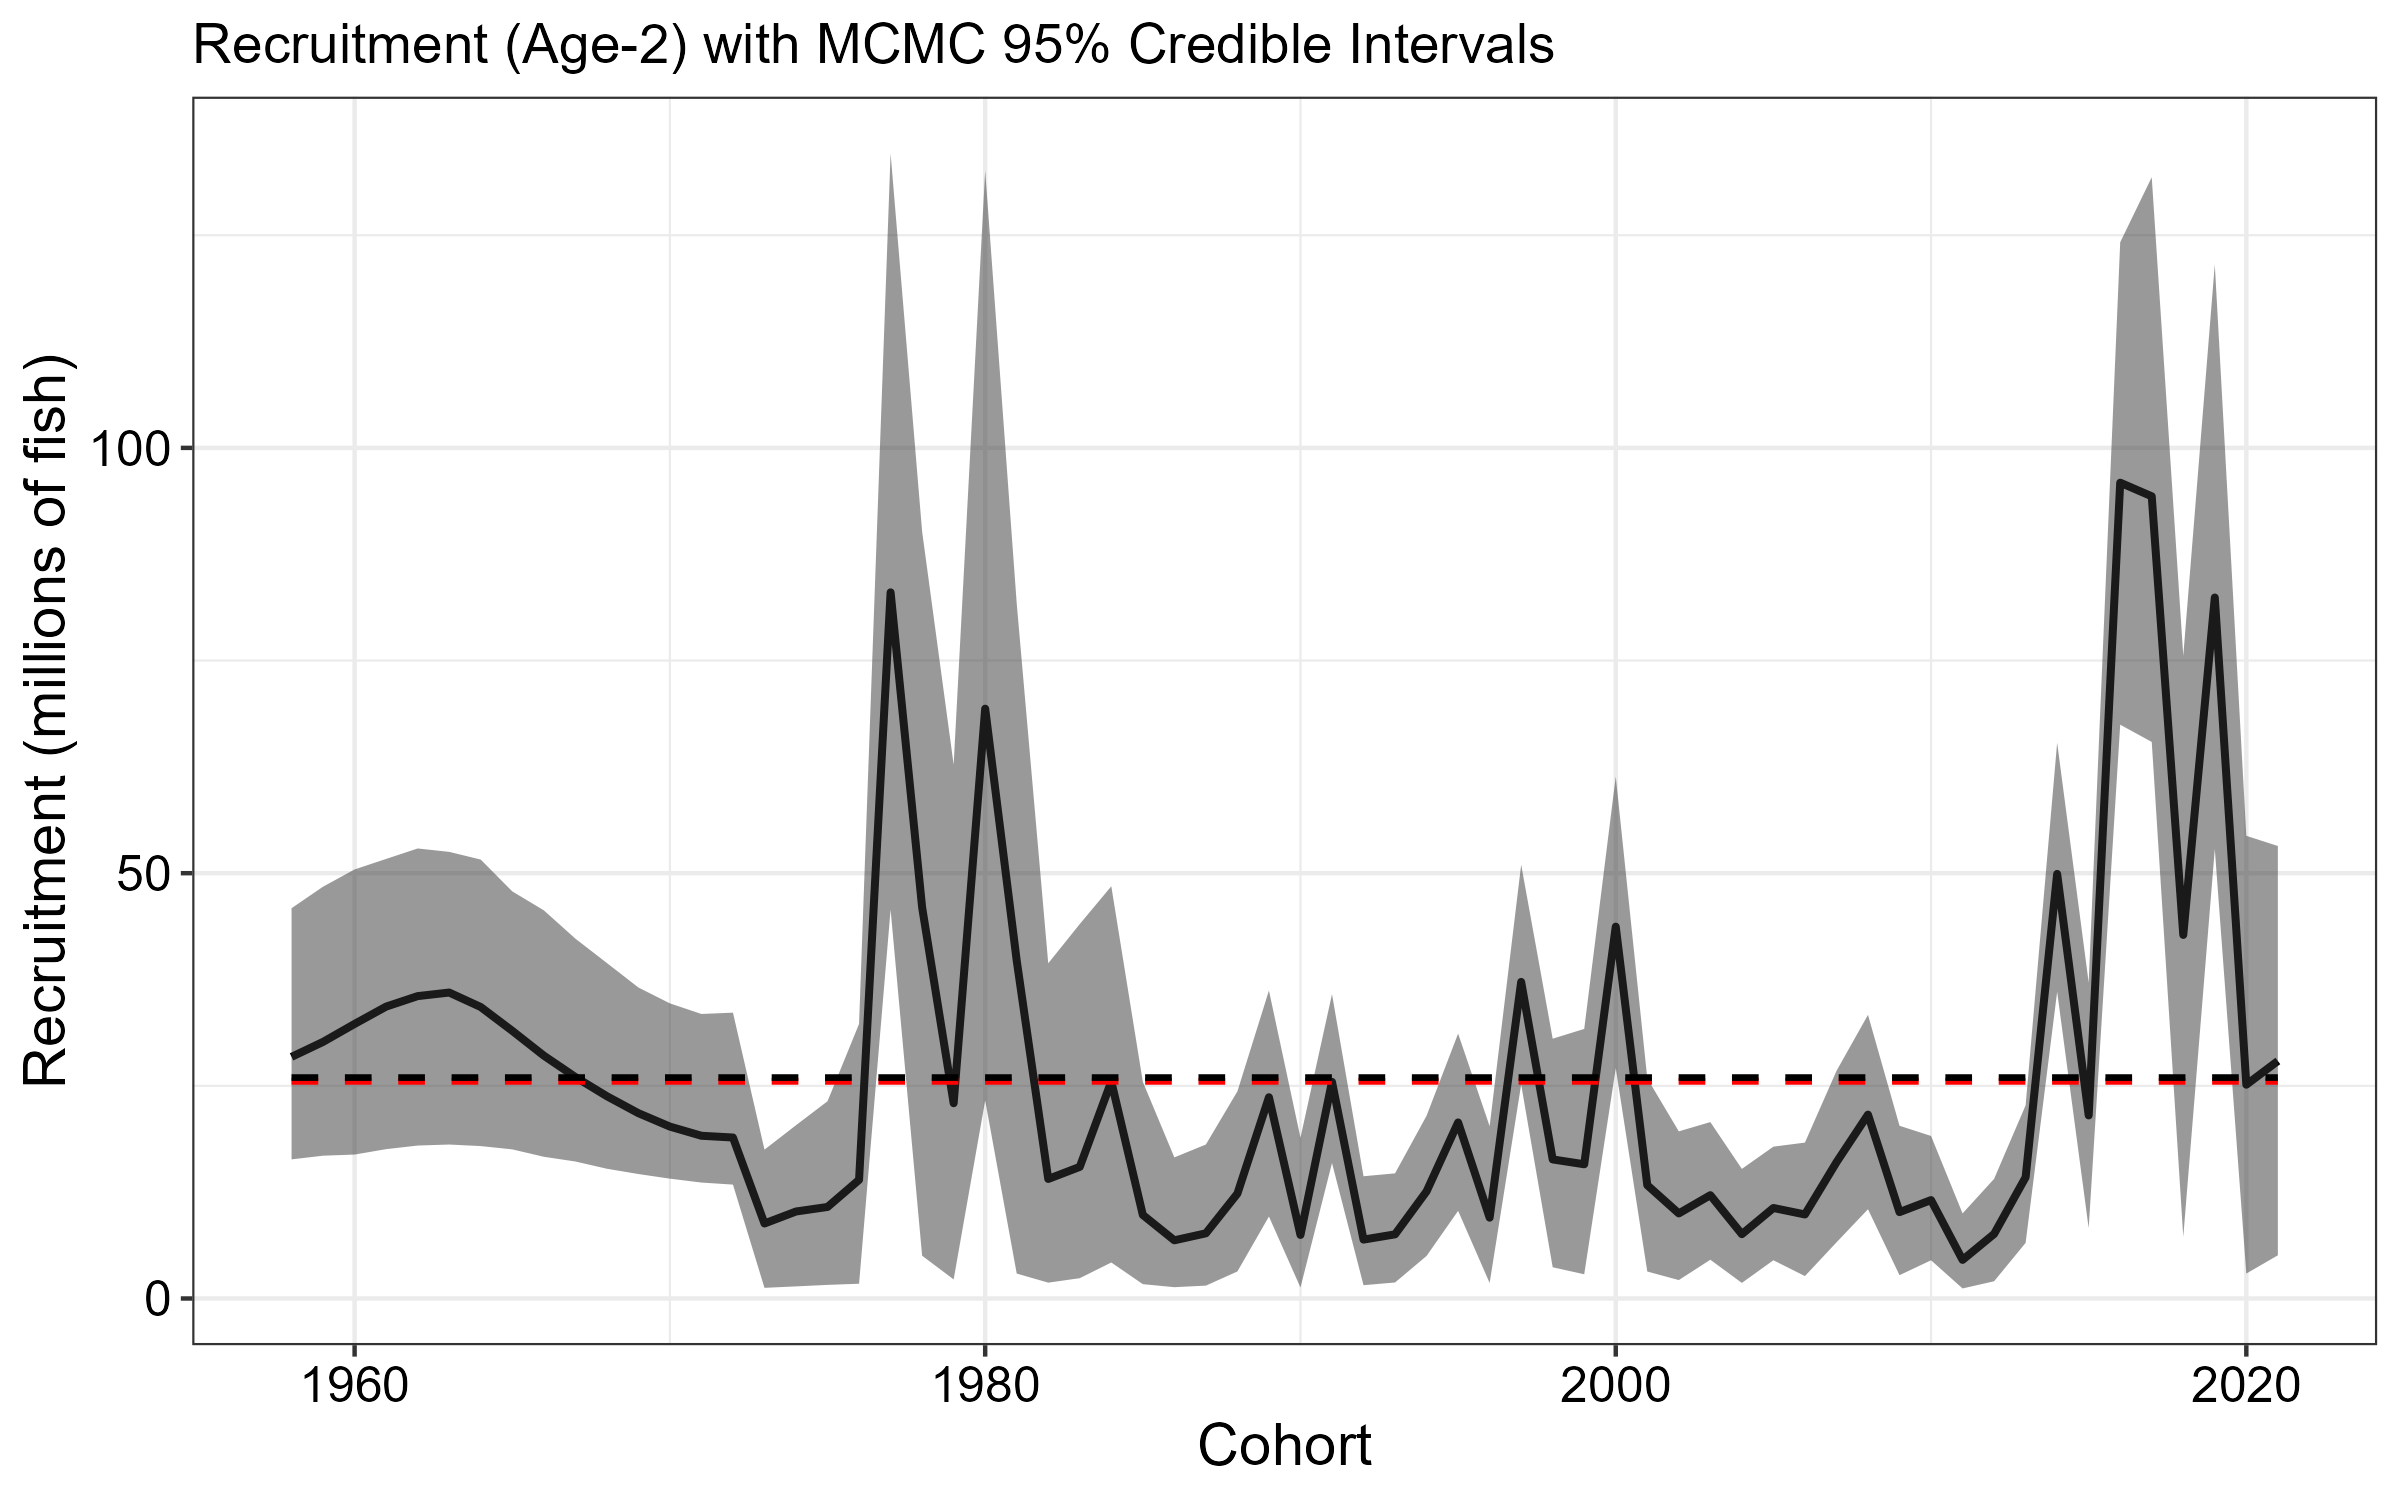 Recruitment (Age-2) with MCMC 95% Credible Intervals
Recruitment (millions of fish)
100
50
0
1960
1980
2000
2020
Cohort